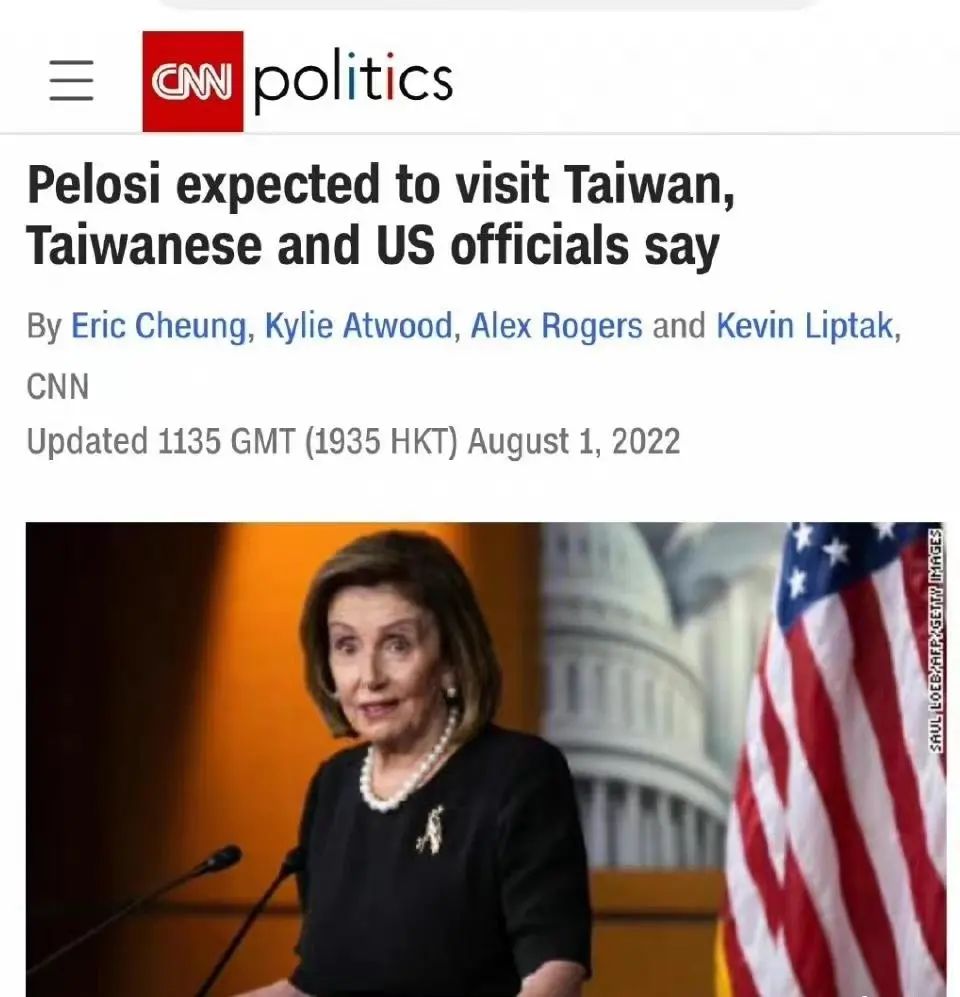 CNN politics
Pelosi expected to visit Taiwan,
Taiwanese and US officials say
By Eric Cheung, Kylie Atwood, Alex Rogers and Kevin Liptak,
CNN
Updated 1135 GMT (1935 HKT) August 1, 2022
SAUL LOEB/AFP/GETTY IMAGES